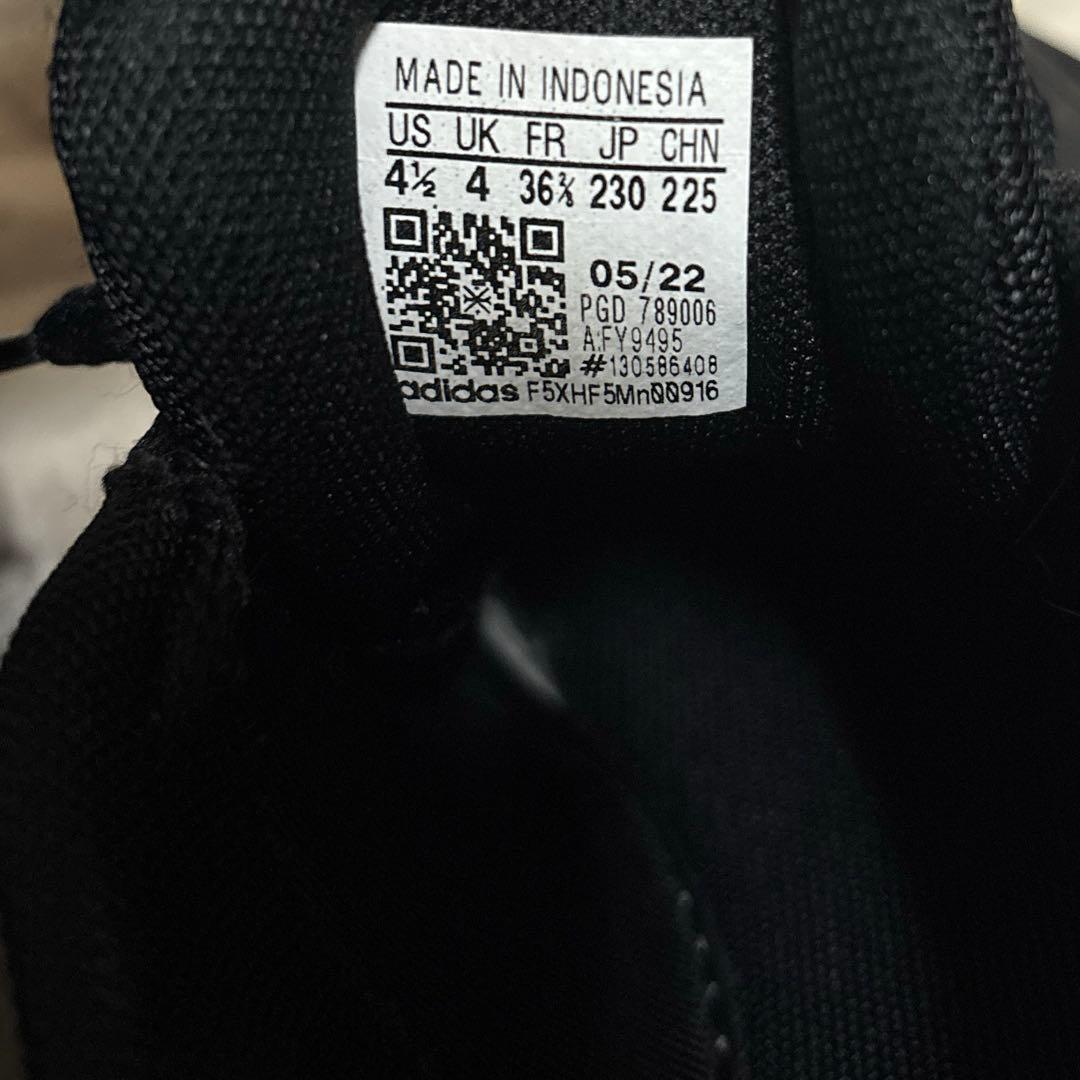 MADE IN INDONESIA
US UK FR JP CHN
4½ 4 36⅔ 230 225
05/22
PGD 789006
A:FY9495
#130586408
adidas F5XHF5Mn00916